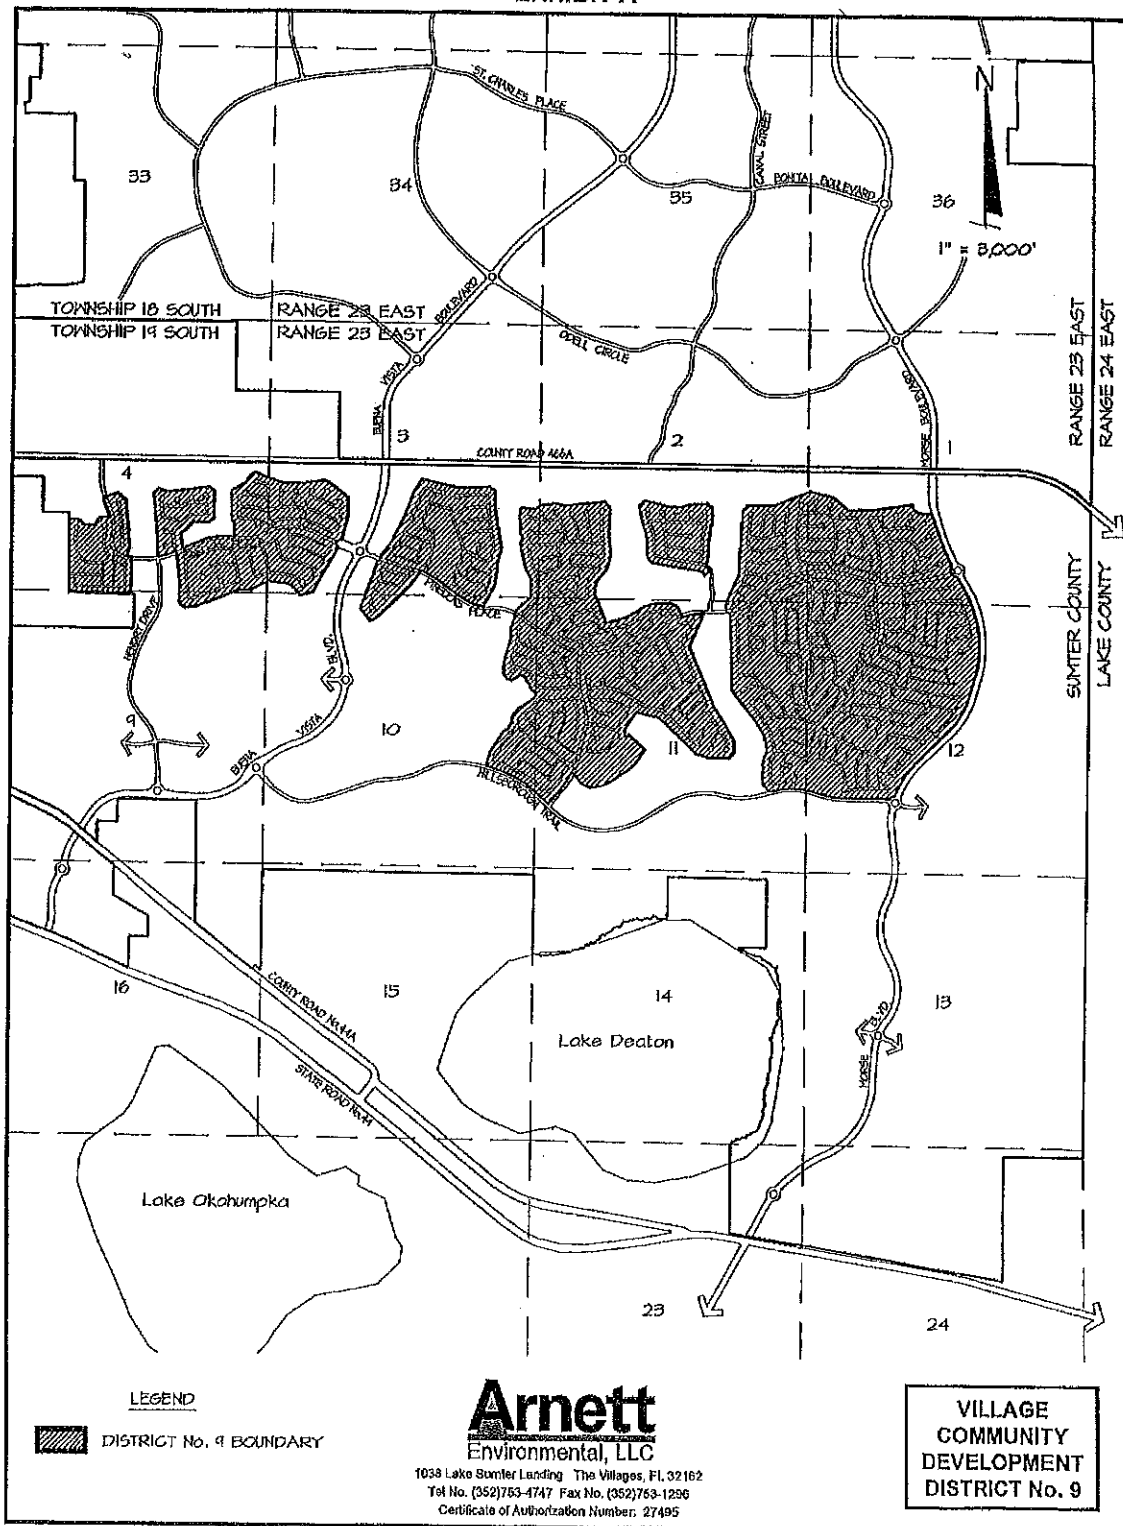 33
34
35
36
ST. CHARLES PLACE
CANAL STREET
BONITA BOULEVARD
N
1" = 3,000'
TOWNSHIP 18 SOUTH RANGE 23 EAST
TOWNSHIP 19 SOUTH RANGE 23 EAST
BUENA VISTA BOULEVARD
ODELL CIRCLE
MORSE BOULEVARD
RANGE 23 EAST
RANGE 24 EAST
4
3
2
1
COUNTY ROAD 466A
SUMTER COUNTY
LAKE COUNTY
PLACE
DRIVE
BUENA VISTA BLVD.
9
10
11
12
HILLSBOROUGH TRAIL
16
15
14
13
COUNTY ROAD No. 44A
STATE ROAD No. 44
Lake Deaton
MORSE BLVD
Lake Okahumpka
23
24
LEGEND
DISTRICT No. 9 BOUNDARY
Arnett
Environmental, LLC
1038 Lake Sumter Landing The Villages, Fl. 32162
Tel No. (352)753-4747 Fax No. (352)753-1296
Certificate of Authorization Number: 27495
VILLAGE
COMMUNITY
DEVELOPMENT
DISTRICT No. 9